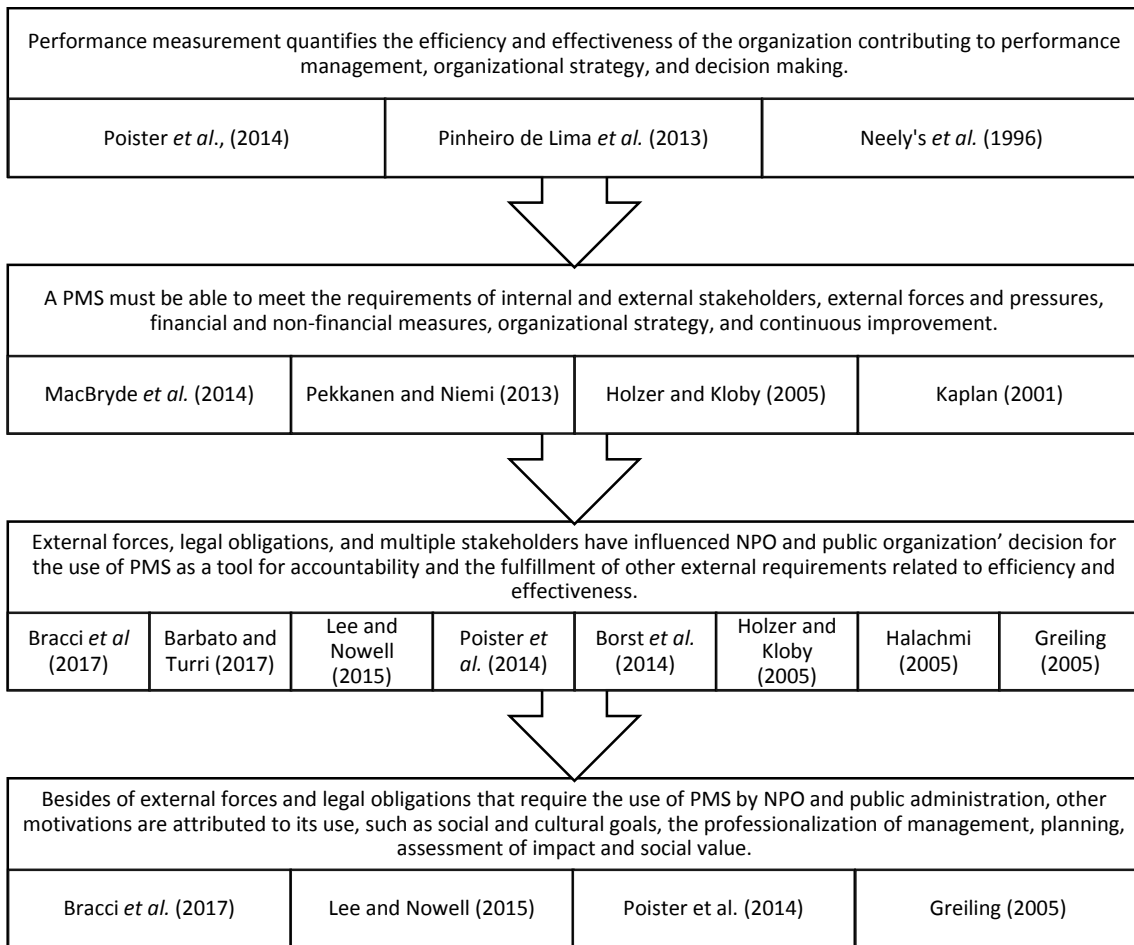 Performance measurement quantifies the efficiency and effectiveness of the organization contributing to performance
management, organizational strategy, and decision making.
Poister et al., (2014)
Pinheiro de Lima et al. (2013)
Neely's et al. (1996)
A PMS must be able to meet the requirements of internal and external stakeholders, external forces and pressures,
financial and non-financial measures, organizational strategy, and continuous improvement.
MacBryde et al. (2014)
Pekkanen and Niemi (2013)
Holzer and Kloby (2005)
Kaplan (2001)
External forces, legal obligations, and multiple stakeholders have influenced NPO and public organization’ decision for
the use of PMS as a tool for accountability and the fulfillment of other external requirements related to efficiency and
effectiveness.
Bracci et al
(2017)
Barbato and
Turri (2017)
Lee and
Nowell
(2015)
Poister et
al. (2014)
Borst et al.
(2014)
Holzer and
Kloby
(2005)
Halachmi
(2005)
Greiling
(2005)
Besides of external forces and legal obligations that require the use of PMS by NPO and public administration, other
motivations are attributed to its use, such as social and cultural goals, the professionalization of management, planning,
assessment of impact and social value.
Bracci et al. (2017)
Lee and Nowell (2015)
Poister et al. (2014)
Greiling (2005)